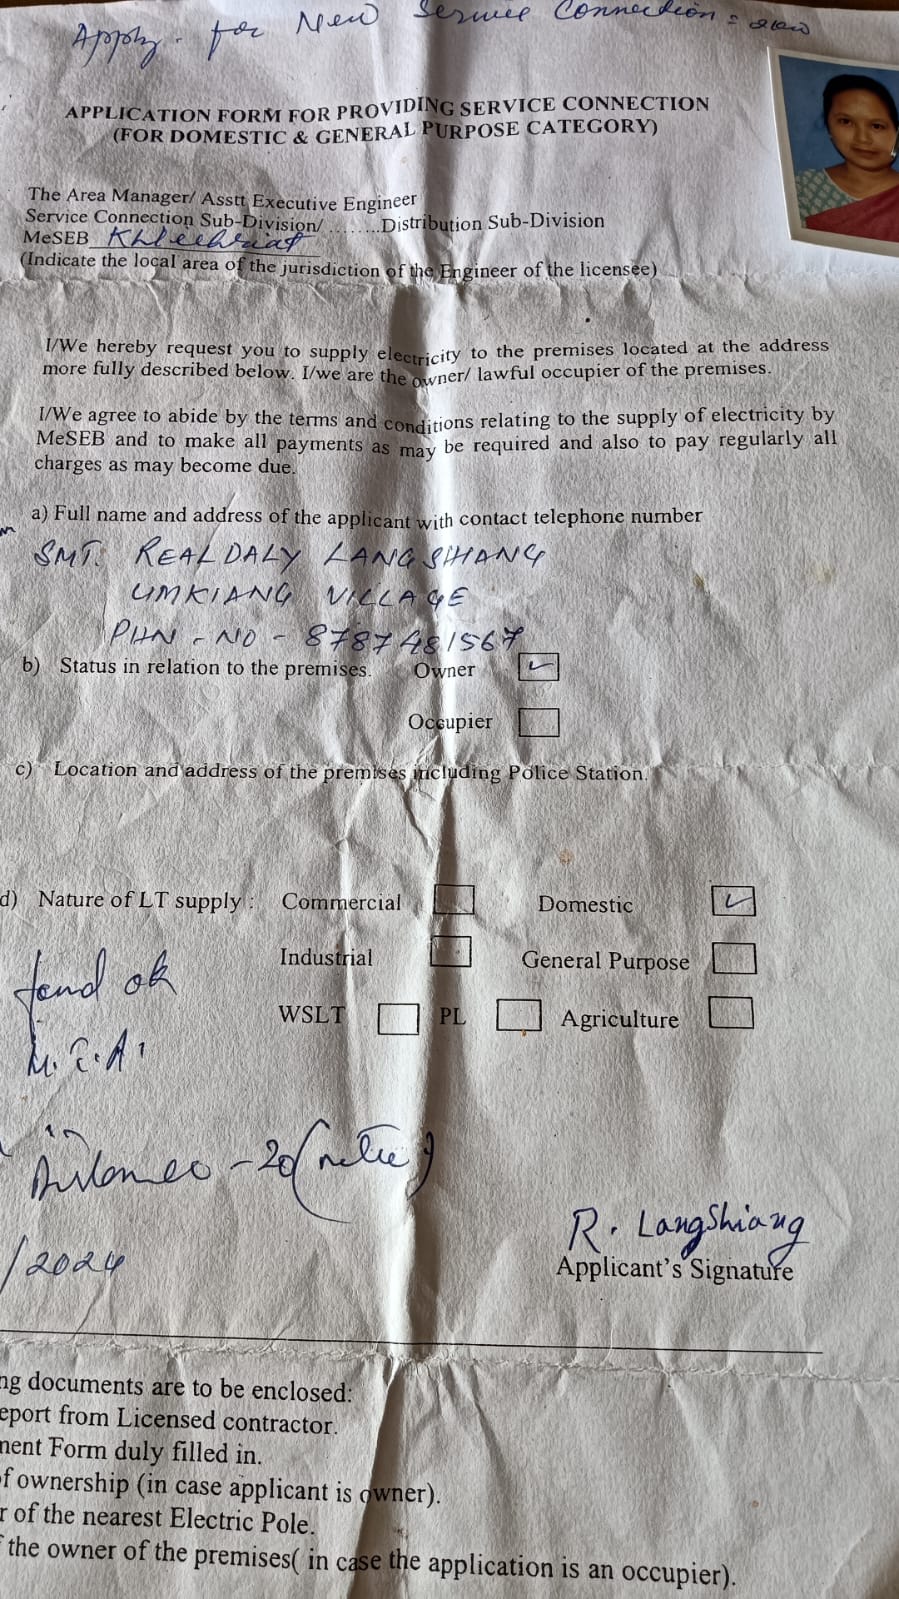 Apply. for New Service Connection =
APPLICATION FORM FOR PROVIDING SERVICE CONNECTION
(FOR DOMESTIC & GENERAL PURPOSE CATEGORY)
The Area Manager/ Asstt Executive Engineer
Service Connection Sub-Division/ ........Distribution Sub-Division
MeSEB Khliehriat
(Indicate the local area of the jurisdiction of the Engineer of the licensee)
I/We hereby request you to supply electricity to the premises located at the address
more fully described below. I/we are the owner/ lawful occupier of the premises.
I/We agree to abide by the terms and conditions relating to the supply of electricity by
MeSEB and to make all payments as may be required and also to pay regularly all
charges as may become due.
a) Full name and address of the applicant with contact telephone number
SMT. REALDALY LANGSHIANG
UMKIANG VILLAGE
PHN - NO - 8787481567
b) Status in relation to the premises. Owner
Occupier
c) Location and address of the premises including Police Station.
d) Nature of LT supply : Commercial Domestic
Industrial General Purpose
ok
WSLT PL Agriculture
-20(metre)
R. Langshiang
/2024
Applicant's Signature
ng documents are to be enclosed:
eport from Licensed contractor.
ment Form duly filled in.
of ownership (in case applicant is owner).
r of the nearest Electric Pole.
the owner of the premises( in case the application is an occupier).